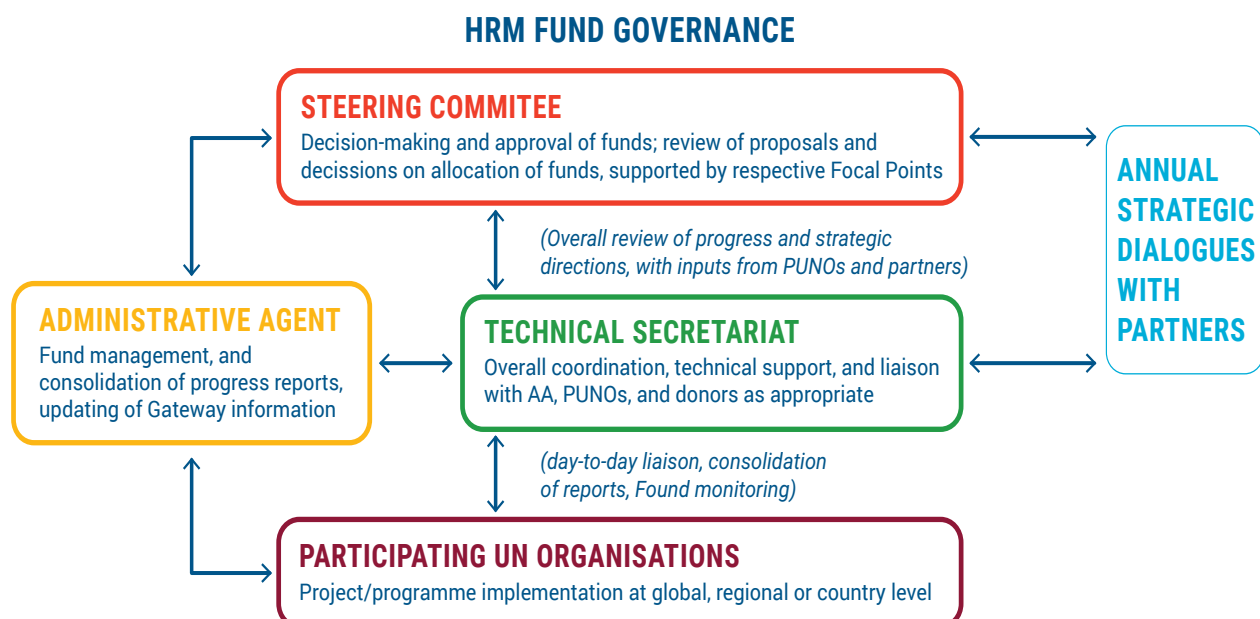 HRM FUND GOVERNANCE
STEERING COMMITEE
Decision-making and approval of funds; review of proposals and
decissions on allocation of funds, supported by respective Focal Points
ANNUAL
STRATEGIC
DIALOGUES
WITH
PARTNERS
(Overall review of progress and strategic
directions, with inputs from PUNOs and partners)
ADMINISTRATIVE AGENT
Fund management, and
consolidation of progress reports,
updating of Gateway information
TECHNICAL SECRETARIAT
Overall coordination, technical support, and liaison
with AA, PUNOs, and donors as appropriate
(day-to-day liaison, consolidation
of reports, Found monitoring)
PARTICIPATING UN ORGANISATIONS
Project/programme implementation at global, regional or country level